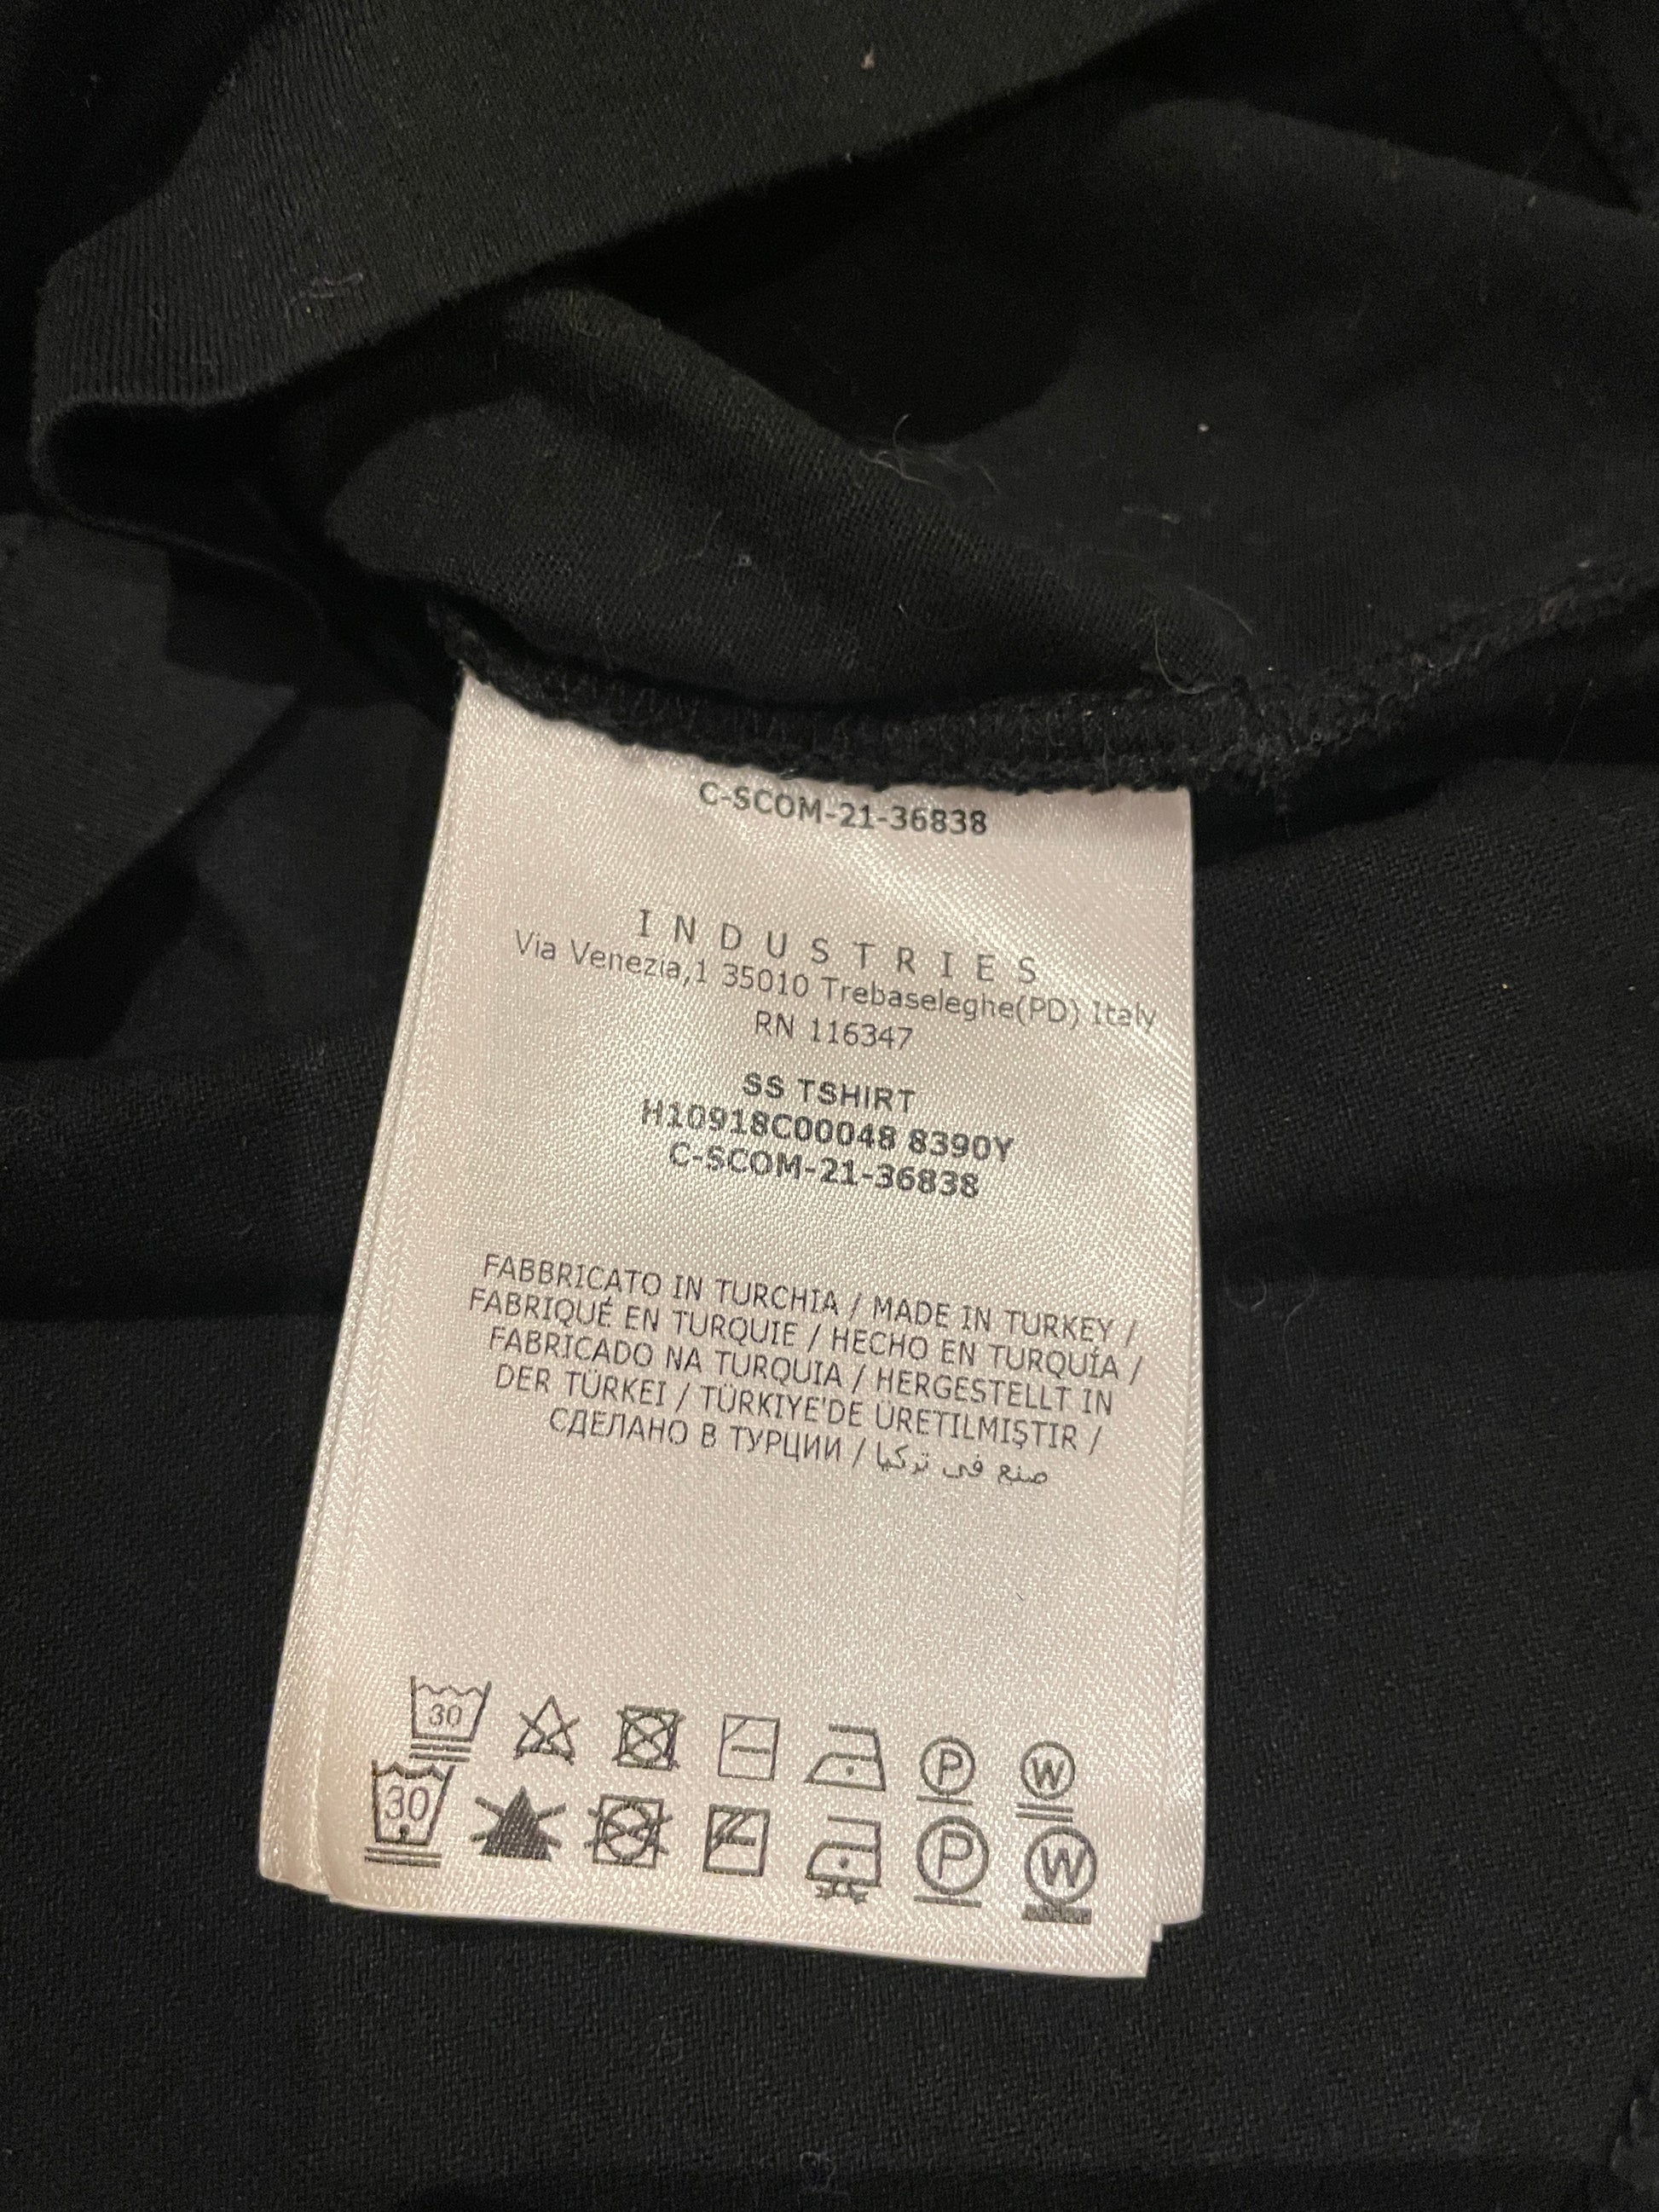 C-SCOM-21-36838
INDUSTRIES
Via Venezia,1 35010 Trebaseleghe(PD) Italy
RN 116347
SS TSHIRT
H10918C00048 8390Y
C-SCOM-21-36838
FABBRICATO IN TURCHIA / MADE IN TURKEY /
FABRIQUÉ EN TURQUIE / HECHO EN TURQUÍA /
FABRICADO NA TURQUIA / HERGESTELLT IN
DER TÜRKEI / TÜRKIYE'DE ÜRETILMIŞTIR /
СДЕЛАНО В ТУРЦИИ / صنع في تركيا
30 P W
30 P W